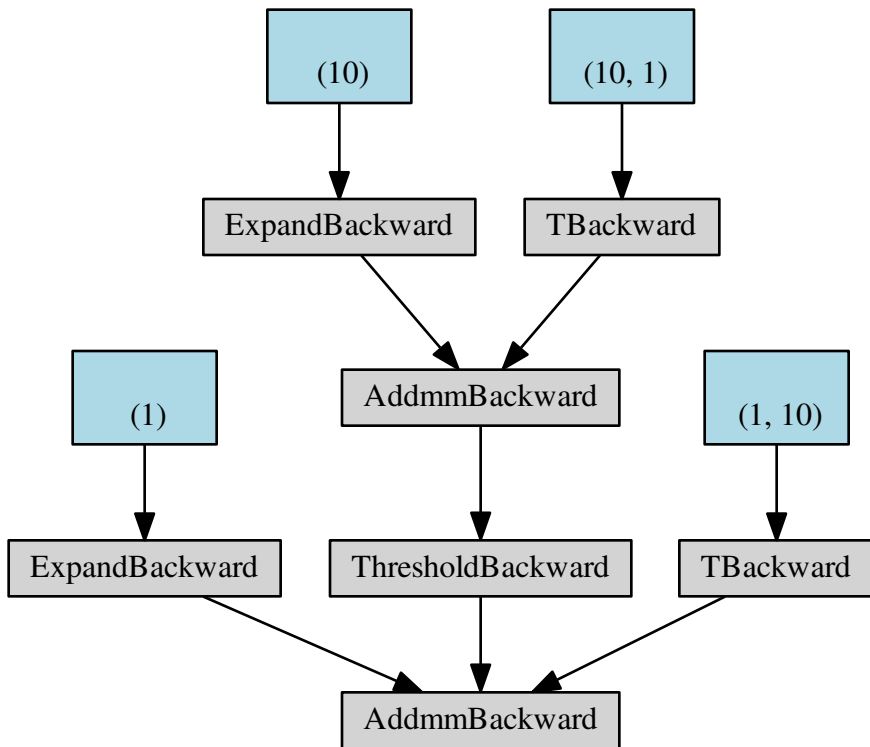 (10)
(10, 1)
ExpandBackward
TBackward
AddmmBackward
(1)
(1, 10)
ExpandBackward
ThresholdBackward
TBackward
AddmmBackward